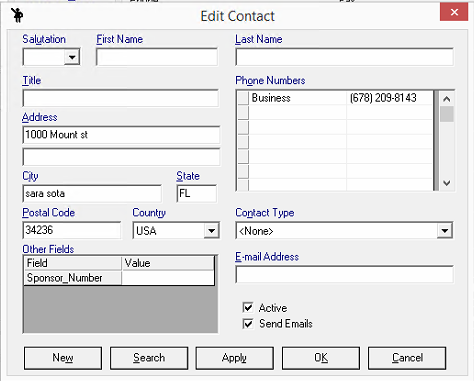 Edit Contact
Salutation First Name Last Name
Title Phone Numbers
Business (678) 209-8143
Address
1000 Mount st
City State
sara sota FL
Postal Code Country Contact Type
34236 USA <None>
Other Fields E-mail Address
Field Value
Sponsor_Number
Active
Send Emails
New Search Apply OK Cancel